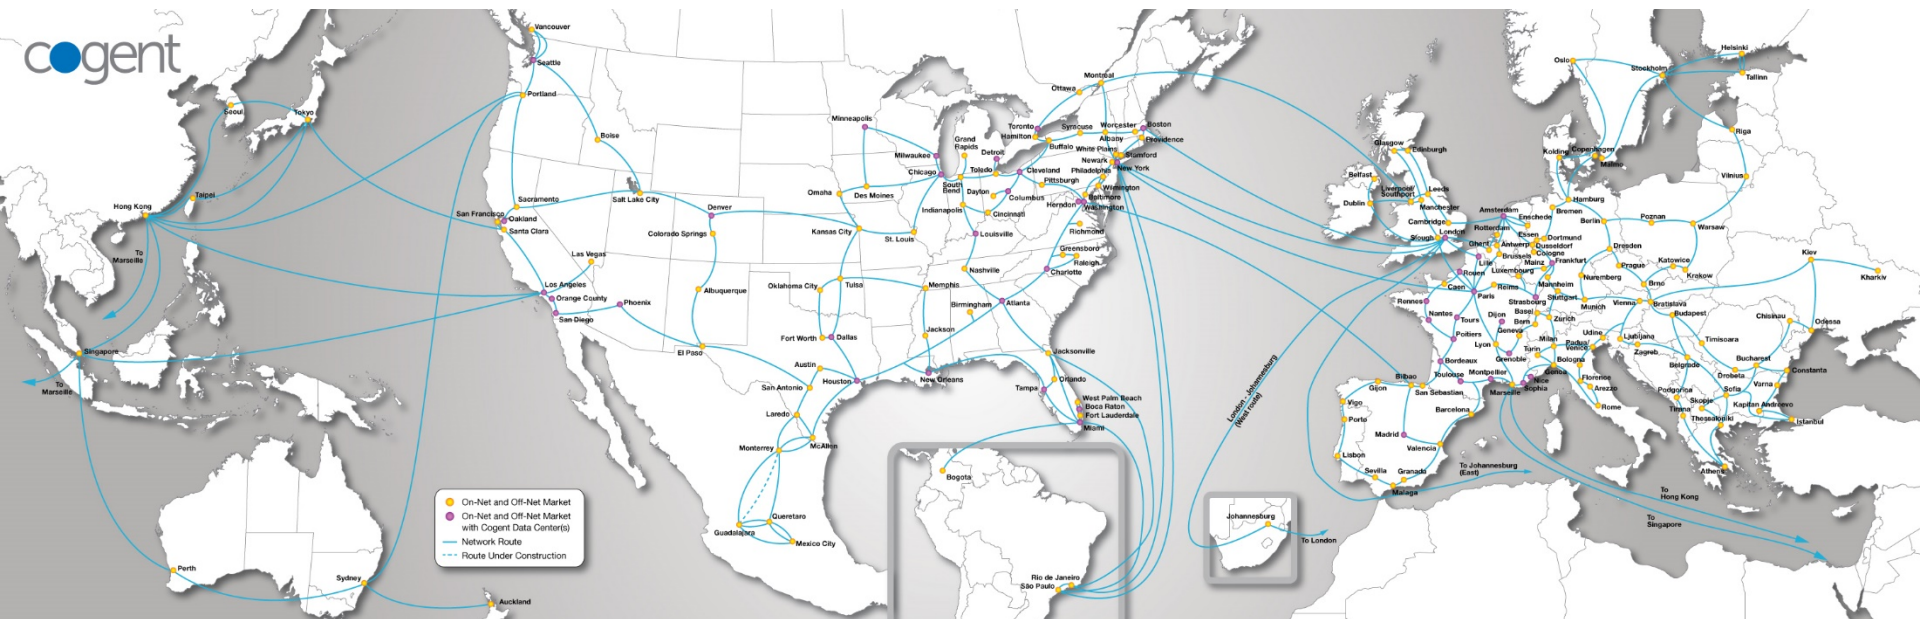 cogent
Vancouver
Seattle
Portland
Boise
Seoul
Tokyo
Taipei
Hong Kong
To
Marseille
Singapore
To
Marseille
Perth
Sydney
Auckland
Sacramento
San Francisco
Oakland
Santa Clara
Salt Lake City
Las Vegas
Los Angeles
Orange County
San Diego
Phoenix
Denver
Colorado Springs
Albuquerque
El Paso
Minneapolis
Milwaukee
Chicago
Omaha
Des Moines
Kansas City
St. Louis
Oklahoma City
Tulsa
Fort Worth
Dallas
Austin
San Antonio
Houston
Laredo
McAllen
Monterrey
Guadalajara
Queretaro
Mexico City
Grand
Rapids
Detroit
South
Bend
Toledo
Cleveland
Pittsburgh
Dayton
Columbus
Indianapolis
Cincinnati
Louisville
Nashville
Memphis
Birmingham
Jackson
Atlanta
New Orleans
Montreal
Ottawa
Toronto
Hamilton
Buffalo
Syracuse
Albany
Worcester
Boston
Providence
White Plains
Stamford
Newark
New York
Philadelphia
Wilmington
Baltimore
Herndon
Washington
Richmond
Greensboro
Raleigh
Charlotte
Jacksonville
Orlando
Tampa
West Palm Beach
Boca Raton
Fort Lauderdale
Miami
Bogota
Rio de Janeiro
São Paulo
Johannesburg
To London
London - Johannesburg
(West route)
On-Net and Off-Net Market
On-Net and Off-Net Market
with Cogent Data Center(s)
Network Route
Route Under Construction
Oslo
Stockholm
Helsinki
Tallinn
Riga
Vilnius
Glasgow
Edinburgh
Belfast
Dublin
Liverpool/
Southport
Leeds
Manchester
Cambridge
London
Slough
Kolding
Copenhagen
Malmo
Hamburg
Bremen
Berlin
Poznan
Warsaw
Amsterdam
Rotterdam
Enschede
Essen
Dortmund
Dusseldorf
Cologne
Ghent
Antwerp
Brussels
Lille
Luxembourg
Mainz
Frankfurt
Mannheim
Nuremberg
Dresden
Prague
Katowice
Krakow
Brno
Kiev
Kharkiv
Rouen
Caen
Reims
Paris
Strasbourg
Stuttgart
Munich
Vienna
Bratislava
Budapest
Rennes
Nantes
Tours
Dijon
Basel
Bern
Zurich
Geneva
Poitiers
Lyon
Grenoble
Turin
Milan
Padua/
Venice
Udine
Ljubljana
Zagreb
Timisoara
Belgrade
Chisinau
Odessa
Bucharest
Drobeta
Constanta
Varna
Sofia
Kapitan Andreevo
Istanbul
Podgorica
Skopje
Tirana
Thessaloniki
Athens
Bologna
Genoa
Florence
Arezzo
Rome
Bordeaux
Toulouse
Montpellier
Nice
Sophia
Marseille
Bilbao
Gijon
San Sebastian
Vigo
Porto
Barcelona
Madrid
Valencia
Lisbon
Sevilla
Granada
Malaga
To Johannesburg
(East)
To
Hong Kong
To
Singapore